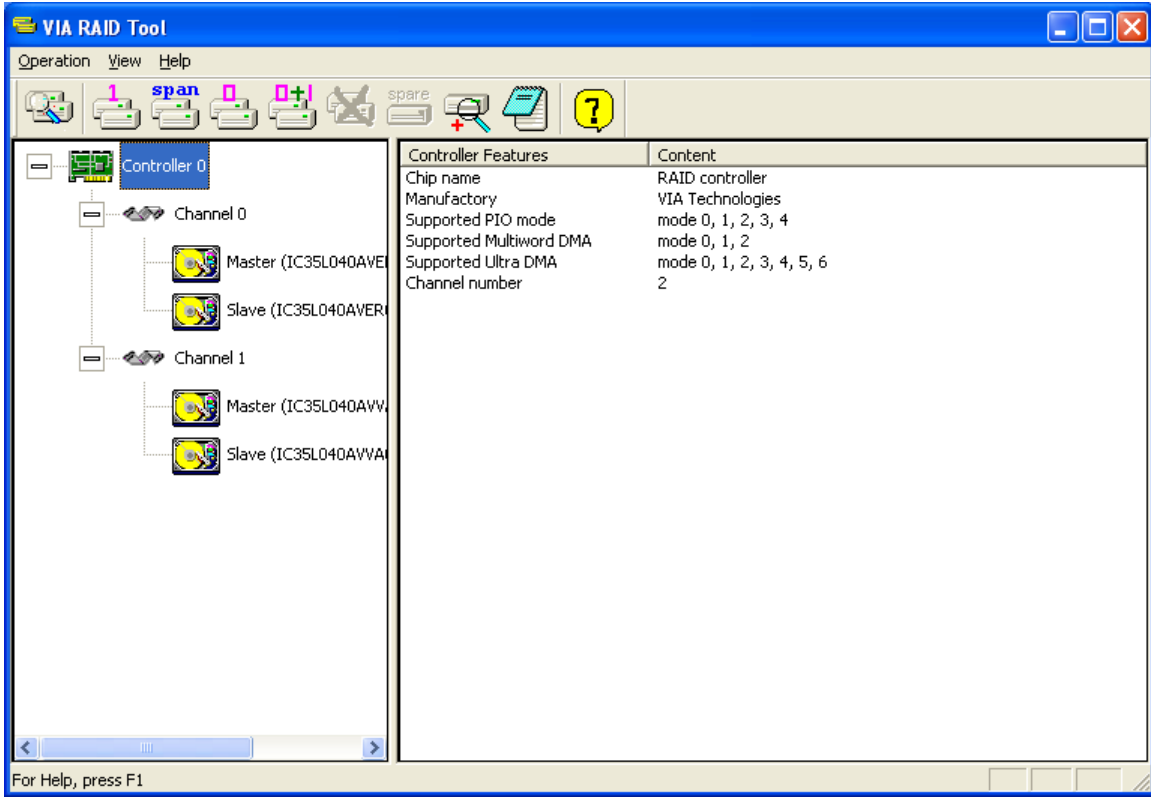 VIA RAID Tool
Operation View Help
1 span 0 0+1 spare ?
Controller 0
Channel 0
Master (IC35L040AVE
Slave (IC35L040AVER
Channel 1
Master (IC35L040AVV
Slave (IC35L040AVVA
Controller Features Content
Chip name RAID controller
Manufactory VIA Technologies
Supported PIO mode mode 0, 1, 2, 3, 4
Supported Multiword DMA mode 0, 1, 2
Supported Ultra DMA mode 0, 1, 2, 3, 4, 5, 6
Channel number 2
For Help, press F1